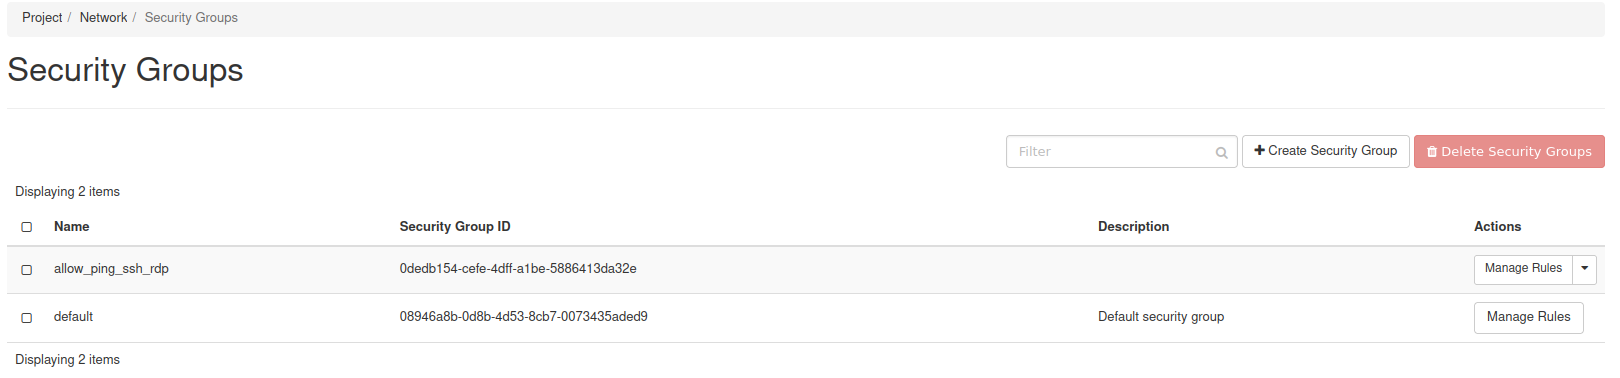 Project / Network / Security Groups
Security Groups
Filter Create Security Group Delete Security Groups
Displaying 2 items
Name Security Group ID Description Actions
allow_ping_ssh_rdp 0dedb154-cefe-4dff-a1be-5886413da32e Manage Rules
default 08946a8b-0d8b-4d53-8cb7-0073435aded9 Default security group Manage Rules
Displaying 2 items